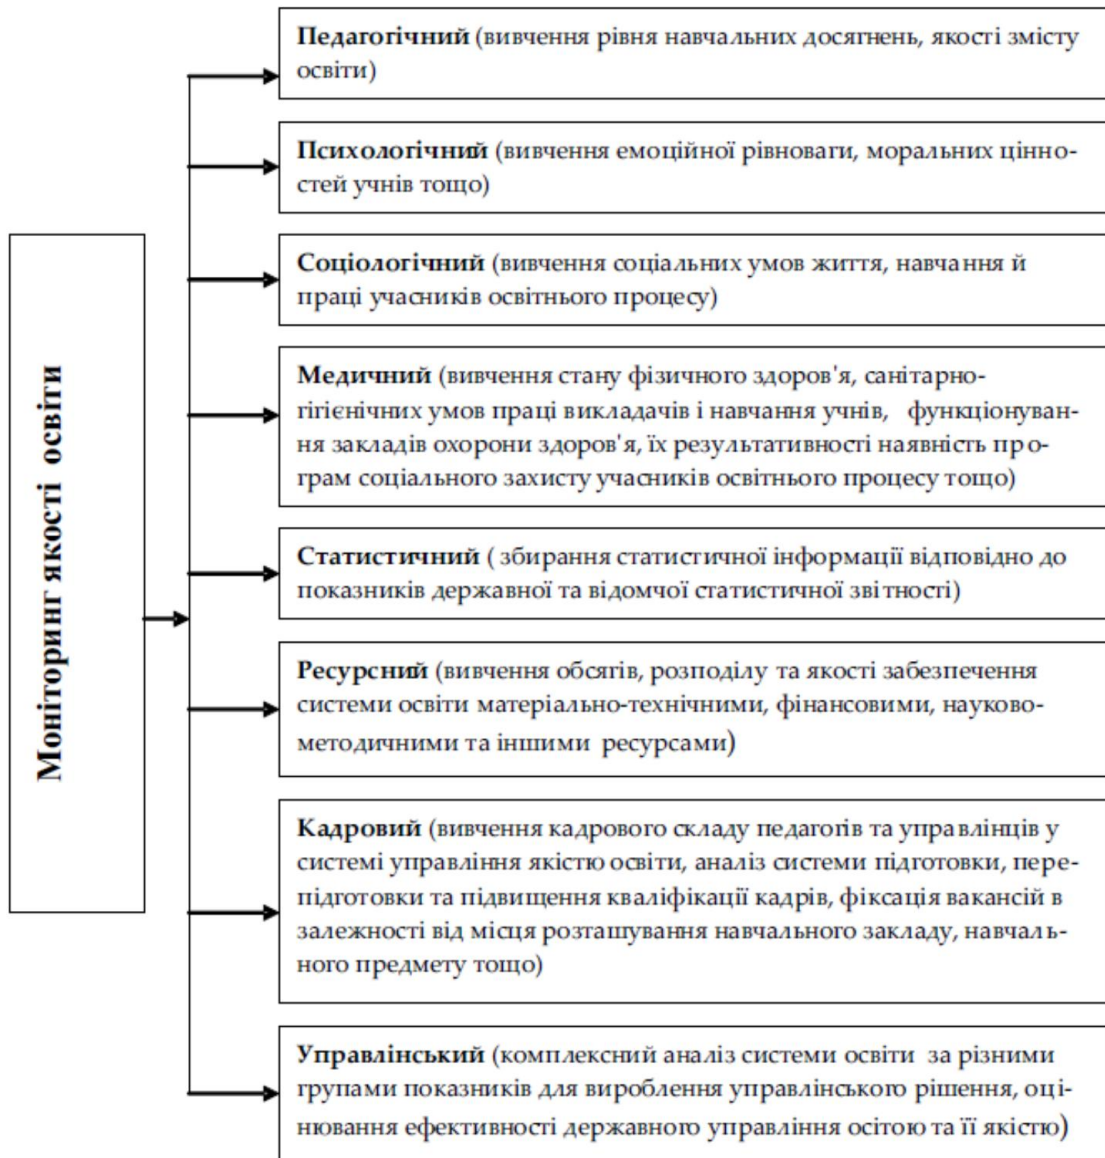 Моніторинг якості освіти
Педагогічний (вивчення рівня навчальних досягнень, якості змісту
освіти)
Психологічний (вивчення емоційної рівноваги, моральних цінно-
стей учнів тощо)
Соціологічний (вивчення соціальних умов життя, навчання й
праці учасників освітнього процесу)
Медичний (вивчення стану фізичного здоров'я, санітарно-
гігієнічних умов праці викладачів і навчання учнів, функціонуван-
ня закладів охорони здоров'я, їх результативності наявність про-
грам соціального захисту учасників освітнього процесу тощо)
Статистичний ( збирання статистичної інформації відповідно до
показників державної та відомчої статистичної звітності)
Ресурсний (вивчення обсягів, розподілу та якості забезпечення
системи освіти матеріально-технічними, фінансовими, науково-
методичними та іншими ресурсами)
Кадровий (вивчення кадрового складу педагогів та управлінців у
системі управління якістю освіти, аналіз системи підготовки, пере-
підготовки та підвищення кваліфікації кадрів, фіксація вакансій в
залежності від місця розташування навчального закладу, навчаль-
ного предмету тощо)
Управлінський (комплексний аналіз системи освіти за різними
групами показників для вироблення управлінського рішення, оці-
нювання ефективності державного управління осітою та її якістю)